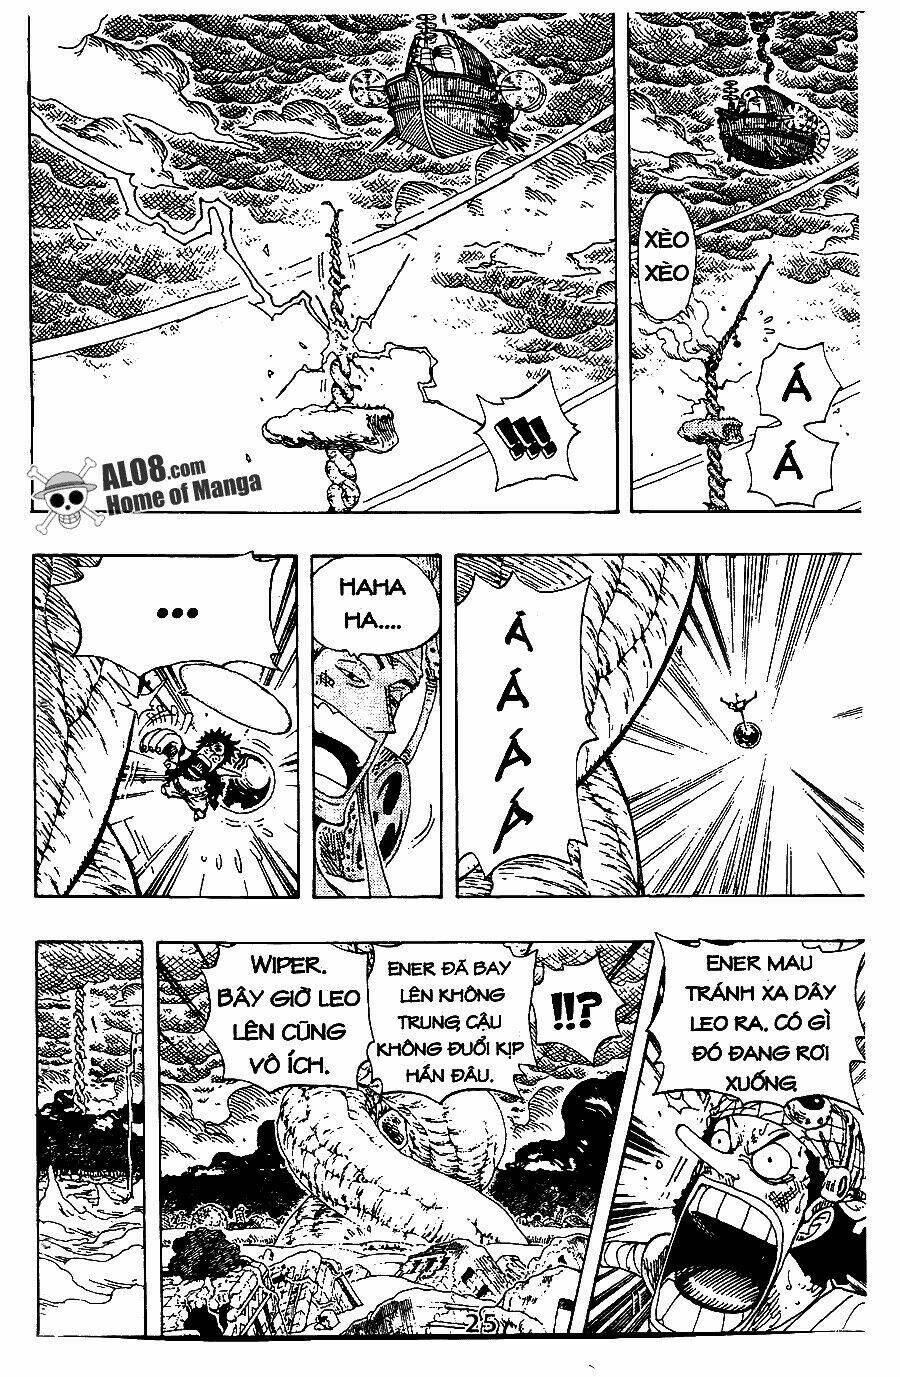 XÈO
XÈO
Á
Á
!!!!
AL08.com
Home of Manga
...
HAHA
HA....
Á
Á
Á
Á
WIPER.
BÂY GIỜ LEO
LÊN CŨNG
VÔ ÍCH.
ENER ĐÃ BAY
LÊN KHÔNG
TRUNG, CẬU
KHÔNG ĐUỔI KỊP
HẮN ĐÂU.
!!?
ENER MAU
TRÁNH XA DÂY
LEO RA. CÓ GÌ
ĐÓ ĐANG RƠI
XUỐNG
25